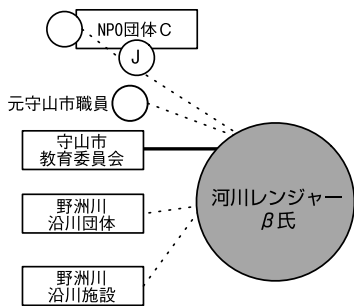 NPO団体C
J
元守山市職員
守山市
教育委員会
河川レンジャー
β氏
野洲川
沿川団体
野洲川
沿川施設